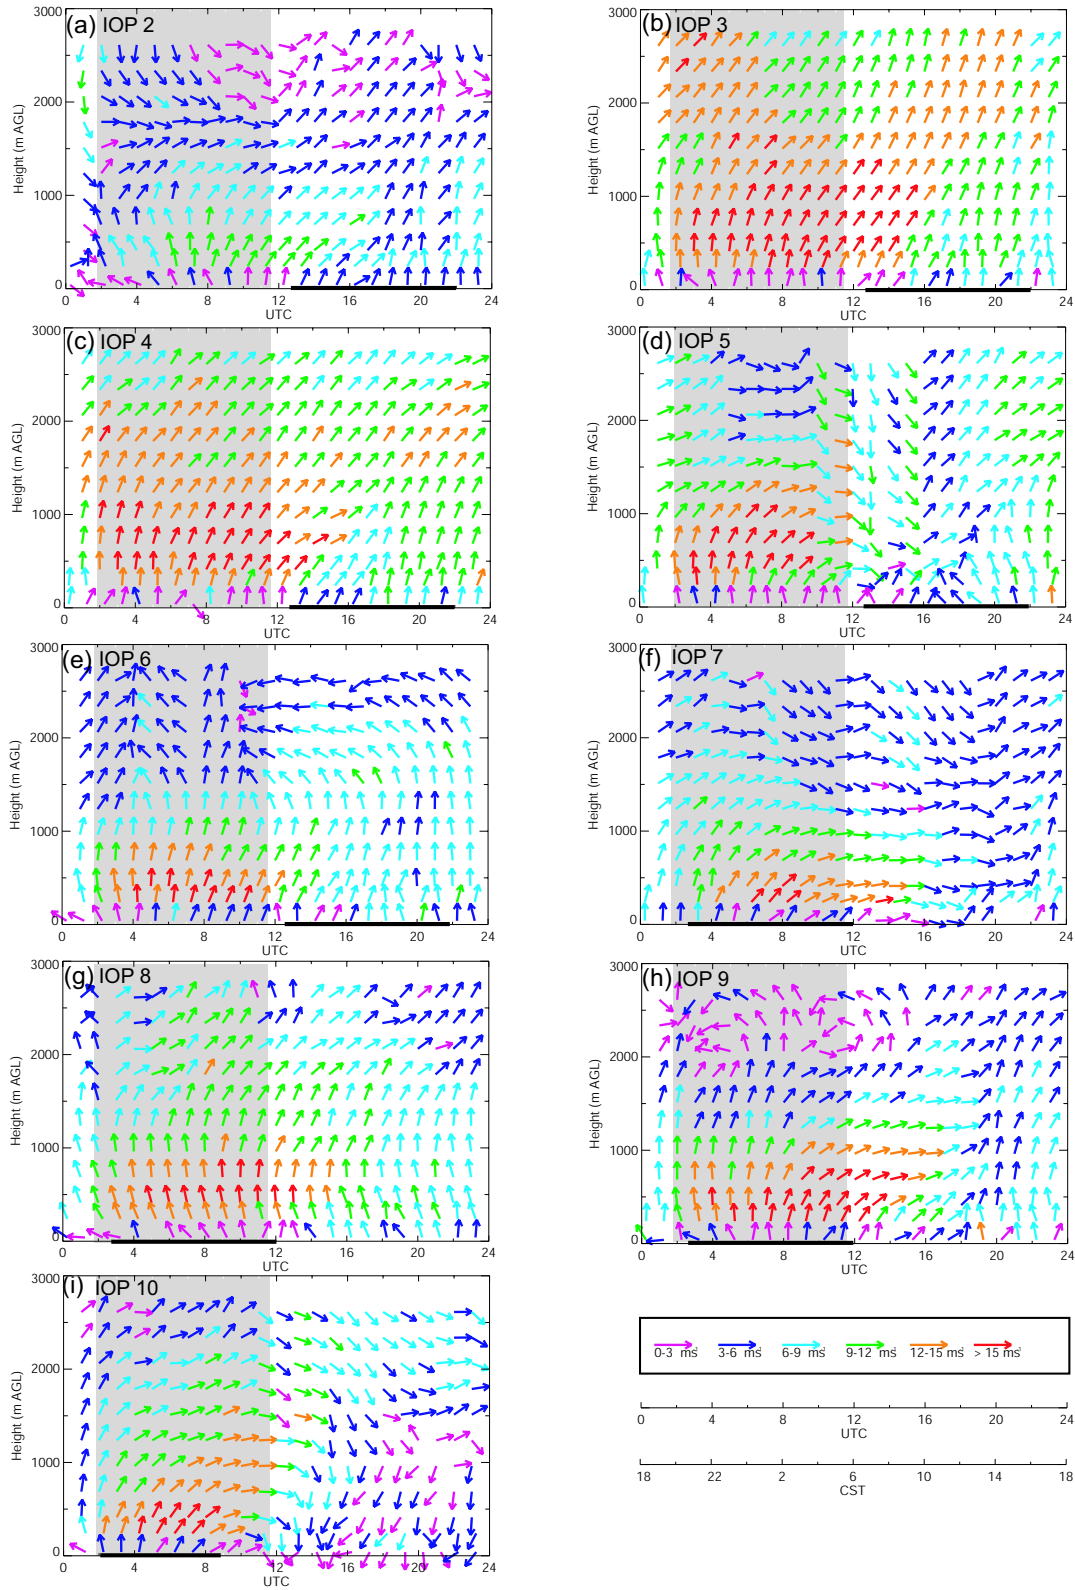 (a) IOP 2
3000
2000
1000
0
Height (m AGL)
0 4 8 12 16 20 24
UTC
(b) IOP 3
3000
2000
1000
0
Height (m AGL)
0 4 8 12 16 20 24
UTC
(c) IOP 4
3000
2000
1000
0
Height (m AGL)
0 4 8 12 16 20 24
UTC
(d) IOP 5
3000
2000
1000
0
Height (m AGL)
0 4 8 12 16 20 24
UTC
(e) IOP 6
3000
2000
1000
0
Height (m AGL)
0 4 8 12 16 20 24
UTC
(f) IOP 7
3000
2000
1000
0
Height (m AGL)
0 4 8 12 16 20 24
UTC
(g) IOP 8
3000
2000
1000
0
Height (m AGL)
0 4 8 12 16 20 24
UTC
(h) IOP 9
3000
2000
1000
0
Height (m AGL)
0 4 8 12 16 20 24
UTC
(i) IOP 10
3000
2000
1000
0
Height (m AGL)
0 4 8 12 16 20 24
UTC
0-3 ms 3-6 ms 6-9 ms 9-12 ms 12-15 ms > 15 ms
0 4 8 12 16 20 24
UTC
18 22 2 6 10 14 18
CST